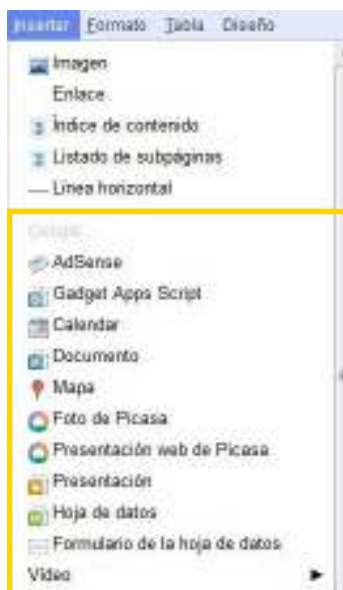 Insertar Formato Tabla Diseño
Imagen
Enlace
Índice de contenido
Listado de subpáginas
Línea horizontal
AdSense
Gadget Apps Script
Calendar
Documento
Mapa
Foto de Picasa
Presentación web de Picasa
Presentación
Hoja de datos
Formulario de la hoja de datos
Vídeo